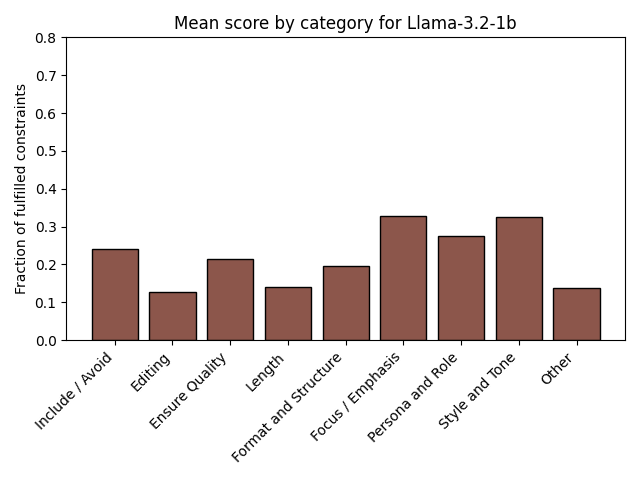 Mean score by category for Llama-3.2-1b
Fraction of fulfilled constraints
0.8
0.7
0.6
0.5
0.4
0.3
0.2
0.1
0.0
Include / Avoid
Editing
Ensure Quality
Length
Format and Structure
Focus / Emphasis
Persona and Role
Style and Tone
Other